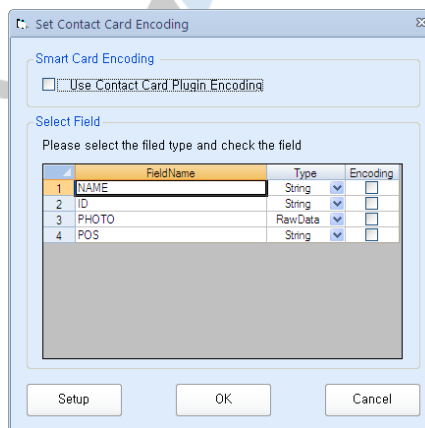 Set Contact Card Encoding
Smart Card Encoding
Use Contact Card Plugin Encoding
Select Field
Please select the filed type and check the field
FieldName Type Encoding
1 NAME String
2 ID String
3 PHOTO RawData
4 POS String
Setup OK Cancel